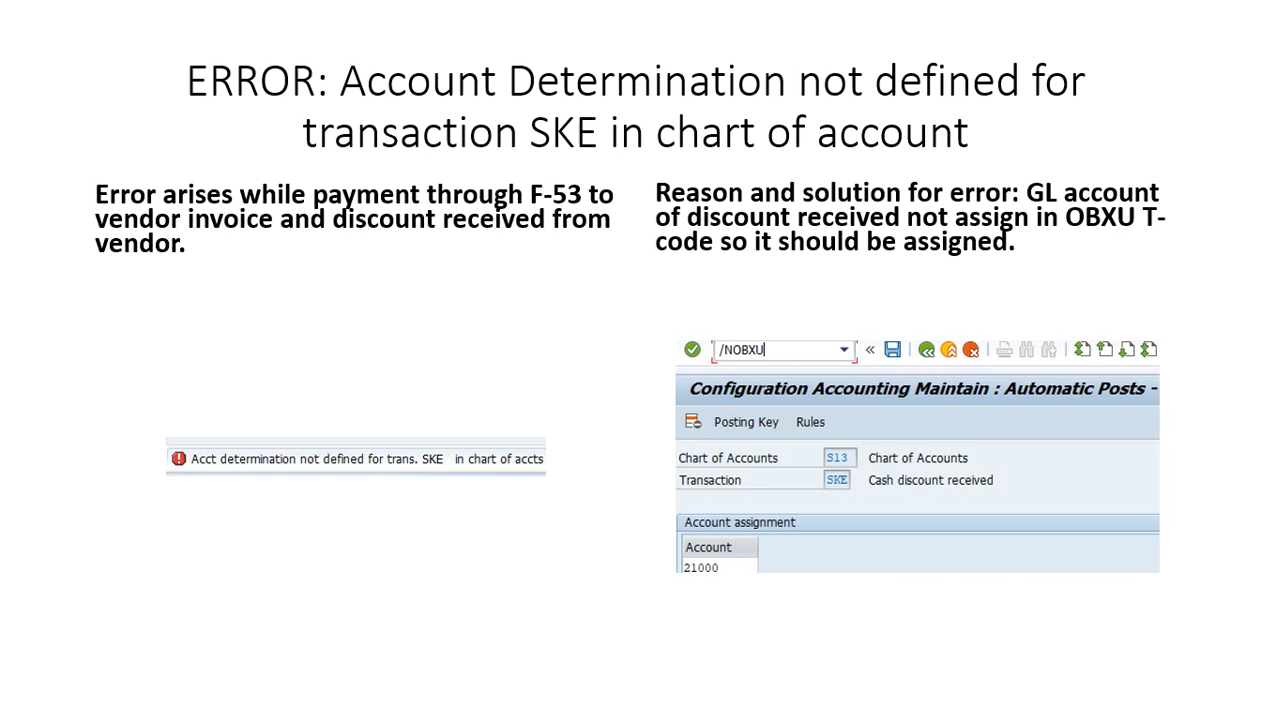 ERROR: Account Determination not defined for
transaction SKE in chart of account
Error arises while payment through F-53 to
vendor invoice and discount received from
vendor.
Reason and solution for error: GL account
of discount received not assign in OBXU T-
code so it should be assigned.
Acct determination not defined for trans. SKE in chart of accts
/NOBXU
Configuration Accounting Maintain : Automatic Posts -
Posting Key Rules
Chart of Accounts S13 Chart of Accounts
Transaction SKE Cash discount received
Account assignment
Account
21000